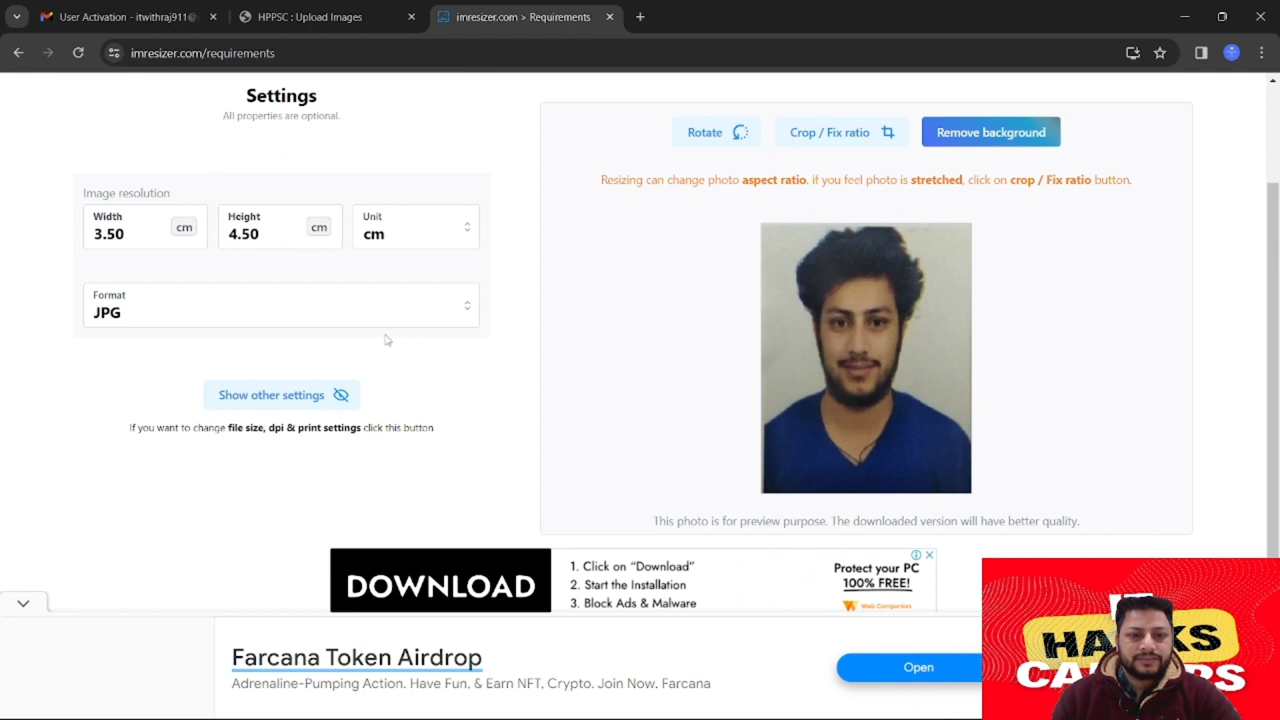 User Activation - itwithraj911@
HPPSC : Upload Images
imresizer.com > Requirements
imresizer.com/requirements
Settings
All properties are optional.
Image resolution
Width
3.50
cm
Height
4.50
cm
Unit
cm
Format
JPG
Show other settings
If you want to change file size, dpi & print settings click this button
Rotate
Crop / Fix ratio
Remove background
Resizing can change photo aspect ratio. if you feel photo is stretched, click on crop / Fix ratio button.
This photo is for preview purpose. The downloaded version will have better quality.
DOWNLOAD
1. Click on “Download”
2. Start the Installation
3. Block Ads & Malware
Protect your PC
100% FREE!
Web Companion
Farcana Token Airdrop
Adrenaline-Pumping Action. Have Fun, & Earn NFT, Crypto. Join Now. Farcana
Open